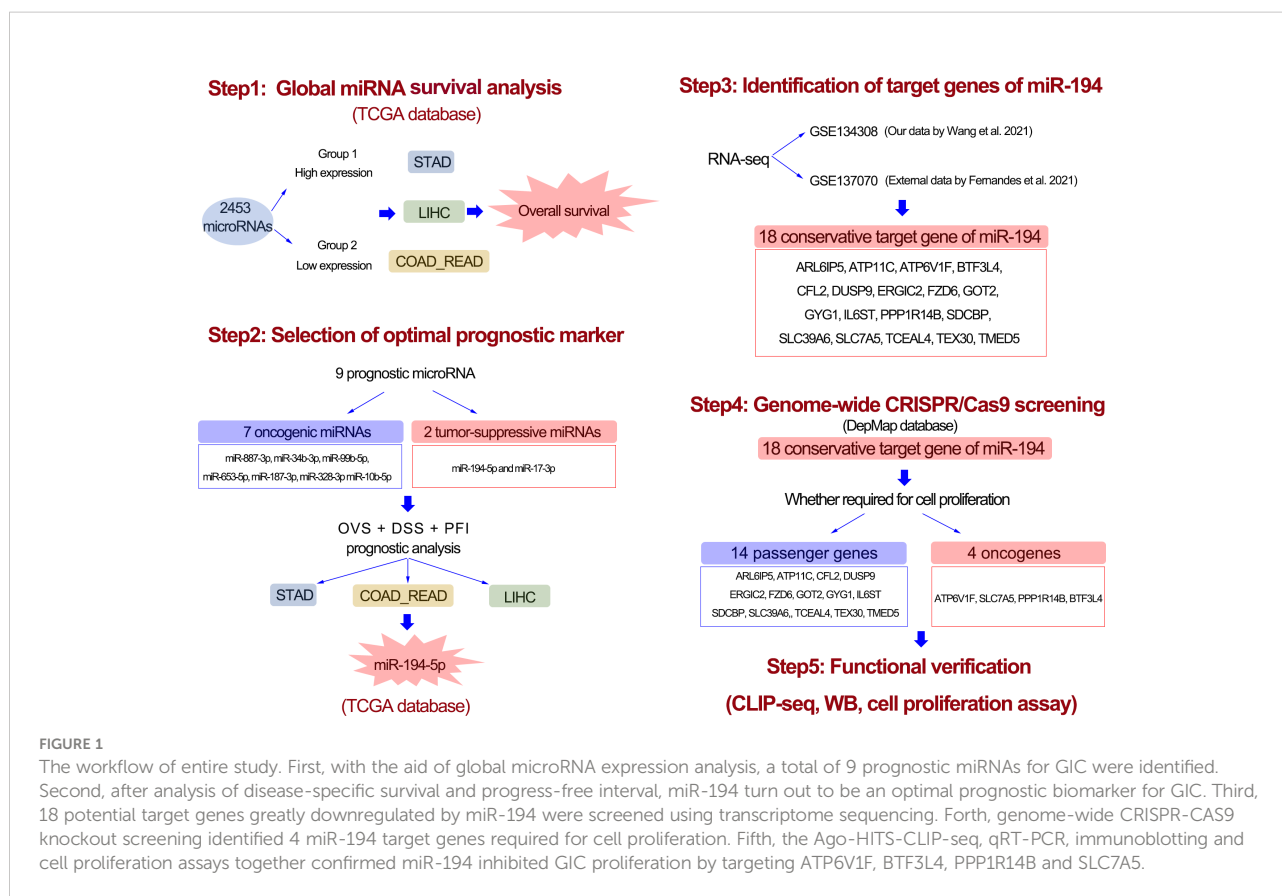 Step1: Global miRNA survival analysis
(TCGA database)
Group 1
High expression
2453
microRNAs
Group 2
Low expression
STAD
LIHC
COAD_READ
Overall survival
Step2: Selection of optimal prognostic marker
9 prognostic microRNA
7 oncogenic miRNAs
miR-887-3p, miR-34b-3p, miR-99b-5p,
miR-653-5p, miR-187-3p, miR-328-3p miR-10b-5p
2 tumor-suppressive miRNAs
miR-194-5p and miR-17-3p
OVS + DSS + PFI
prognostic analysis
STAD
COAD_READ
LIHC
miR-194-5p
(TCGA database)
Step3: Identification of target genes of miR-194
RNA-seq
GSE134308 (Our data by Wang et al. 2021)
GSE137070 (External data by Fernandes et al. 2021)
18 conservative target gene of miR-194
ARL6IP5, ATP11C, ATP6V1F, BTF3L4,
CFL2, DUSP9, ERGIC2, FZD6, GOT2,
GYG1, IL6ST, PPP1R14B, SDCBP,
SLC39A6, SLC7A5, TCEAL4, TEX30, TMED5
Step4: Genome-wide CRISPR/Cas9 screening
(DepMap database)
18 conservative target gene of miR-194
Whether required for cell proliferation
14 passenger genes
ARL6IP5, ATP11C, CFL2, DUSP9
ERGIC2, FZD6, GOT2, GYG1, IL6ST
SDCBP, SLC39A6,, TCEAL4, TEX30, TMED5
4 oncogenes
ATP6V1F, SLC7A5, PPP1R14B, BTF3L4
Step5: Functional verification
(CLIP-seq, WB, cell proliferation assay)
FIGURE 1
The workflow of entire study. First, with the aid of global microRNA expression analysis, a total of 9 prognostic miRNAs for GIC were identified.
Second, after analysis of disease-specific survival and progress-free interval, miR-194 turn out to be an optimal prognostic biomarker for GIC. Third,
18 potential target genes greatly downregulated by miR-194 were screened using transcriptome sequencing. Forth, genome-wide CRISPR-CAS9
knockout screening identified 4 miR-194 target genes required for cell proliferation. Fifth, the Ago-HITS-CLIP-seq, qRT-PCR, immunoblotting and
cell proliferation assays together confirmed miR-194 inhibited GIC proliferation by targeting ATP6V1F, BTF3L4, PPP1R14B and SLC7A5.